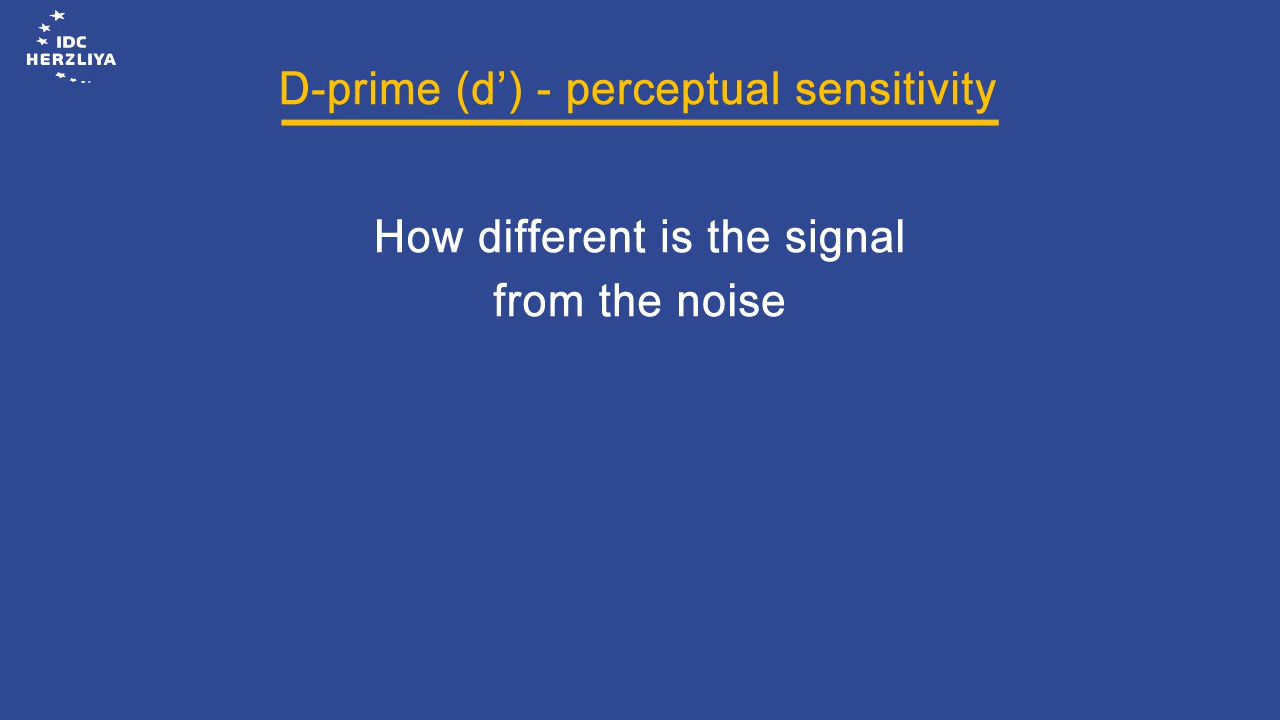 IDC
HERZLIYA
D-prime (d’) - perceptual sensitivity
How different is the signal
from the noise